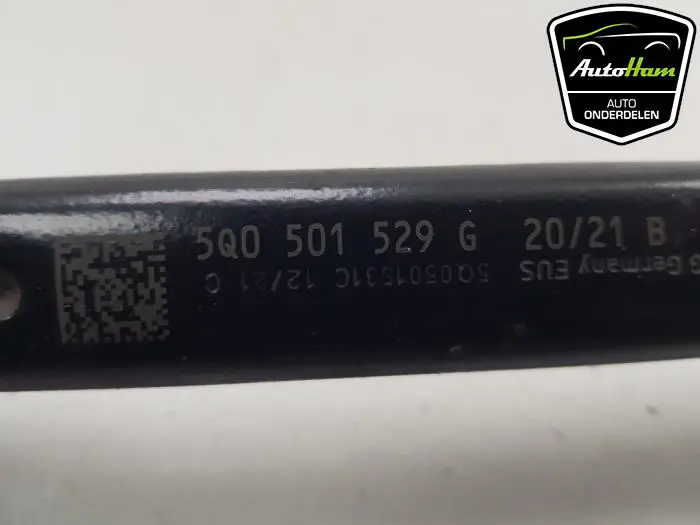 AutoHam
AUTO
ONDERDELEN
5Q0 501 529 G 20/21 B
5Q0501531C 12/21 C
Germany EUS